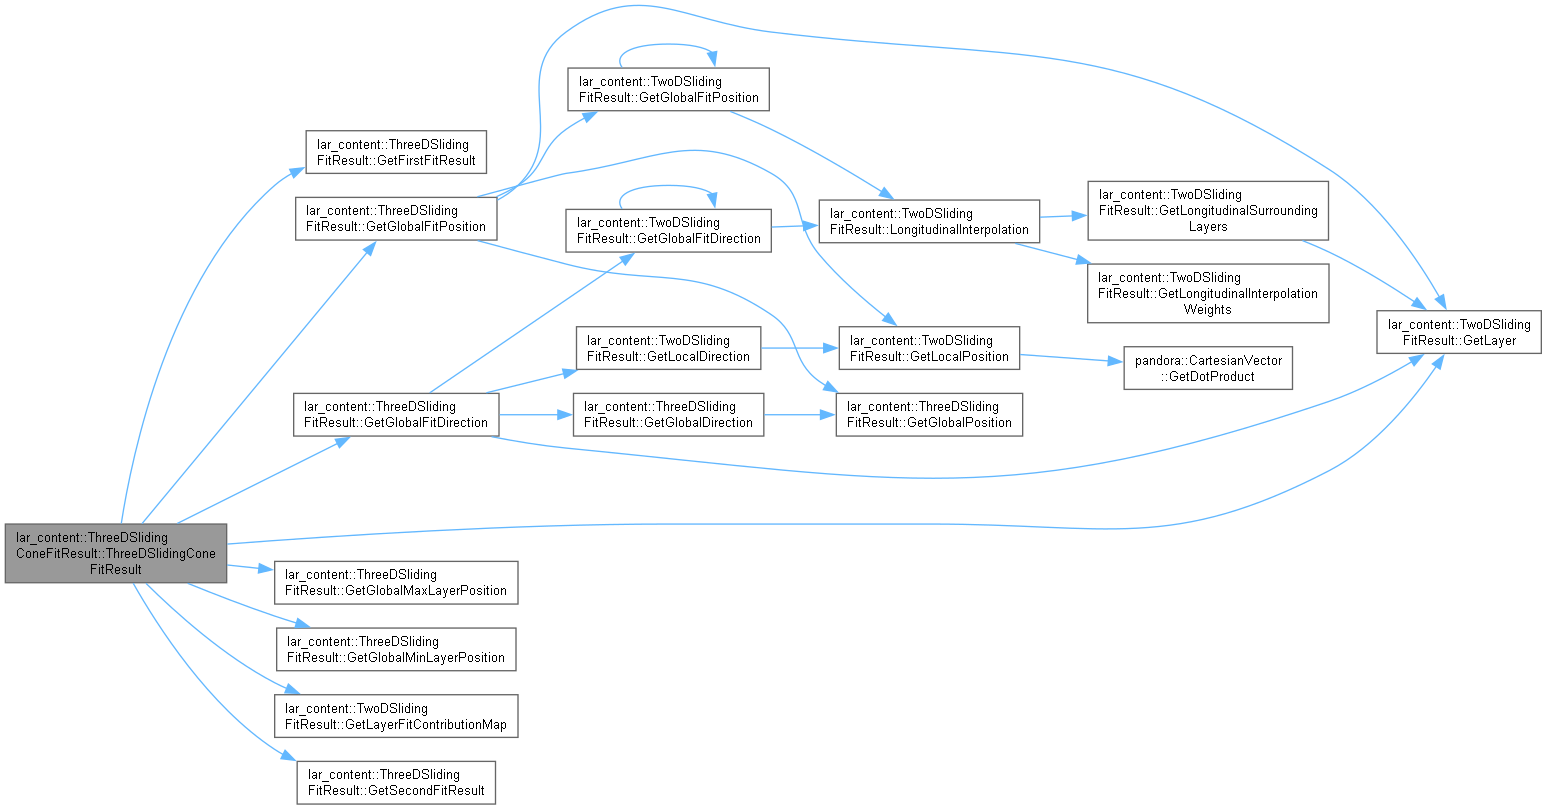 lar_content::TwoDSliding
FitResult::GetGlobalFitPosition
lar_content::ThreeDSliding
FitResult::GetFirstFitResult
lar_content::ThreeDSliding
FitResult::GetGlobalFitPosition
lar_content::TwoDSliding
FitResult::GetGlobalFitDirection
lar_content::TwoDSliding
FitResult::LongitudinalInterpolation
lar_content::TwoDSliding
FitResult::GetLongitudinalSurrounding
Layers
lar_content::TwoDSliding
FitResult::GetLongitudinalInterpolation
Weights
lar_content::TwoDSliding
FitResult::GetLayer
lar_content::TwoDSliding
FitResult::GetLocalDirection
lar_content::TwoDSliding
FitResult::GetLocalPosition
pandora::CartesianVector
::GetDotProduct
lar_content::ThreeDSliding
FitResult::GetGlobalFitDirection
lar_content::ThreeDSliding
FitResult::GetGlobalDirection
lar_content::ThreeDSliding
FitResult::GetGlobalPosition
lar_content::ThreeDSliding
ConeFitResult::ThreeDSlidingCone
FitResult
lar_content::ThreeDSliding
FitResult::GetGlobalMaxLayerPosition
lar_content::ThreeDSliding
FitResult::GetGlobalMinLayerPosition
lar_content::TwoDSliding
FitResult::GetLayerFitContributionMap
lar_content::ThreeDSliding
FitResult::GetSecondFitResult